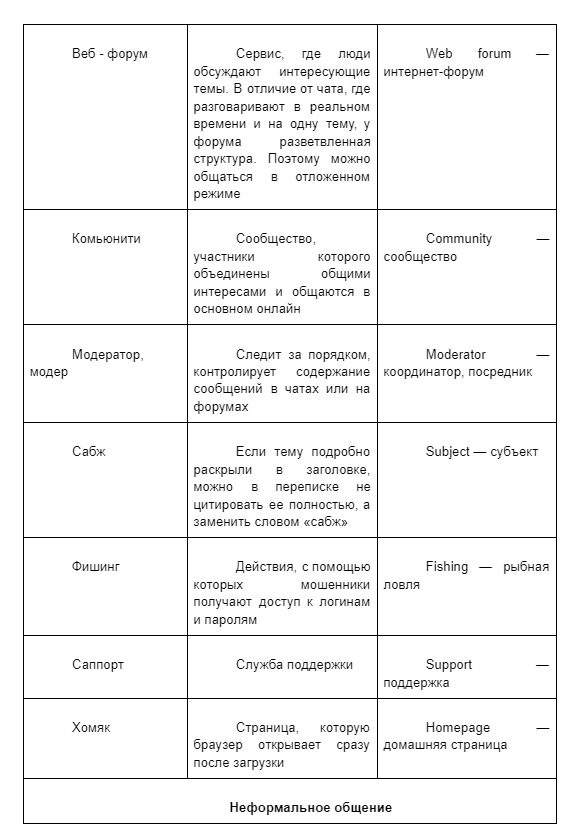 Веб - форум
Сервис, где люди
обсуждают интересующие
темы. В отличие от чата, где
разговаривают в реальном
времени и на одну тему, у
форума разветвленная
структура. Поэтому можно
общаться в отложенном
режиме
Web forum —
интернет-форум
Комьюнити
Сообщество,
участники которого
объединены общими
интересами и общаются в
основном онлайн
Community —
сообщество
Модератор,
модер
Следит за порядком,
контролирует содержание
сообщений в чатах или на
форумах
Moderator —
координатор, посредник
Сабж
Если тему подробно
раскрыли в заголовке,
можно в переписке не
цитировать ее полностью, а
заменить словом «сабж»
Subject — субъект
Фишинг
Действия, с помощью
которых мошенники
получают доступ к логинам
и паролям
Fishing — рыбная
ловля
Саппорт
Служба поддержки
Support —
поддержка
Хомяк
Страница, которую
браузер открывает сразу
после загрузки
Homepage —
домашняя страница
Неформальное общение